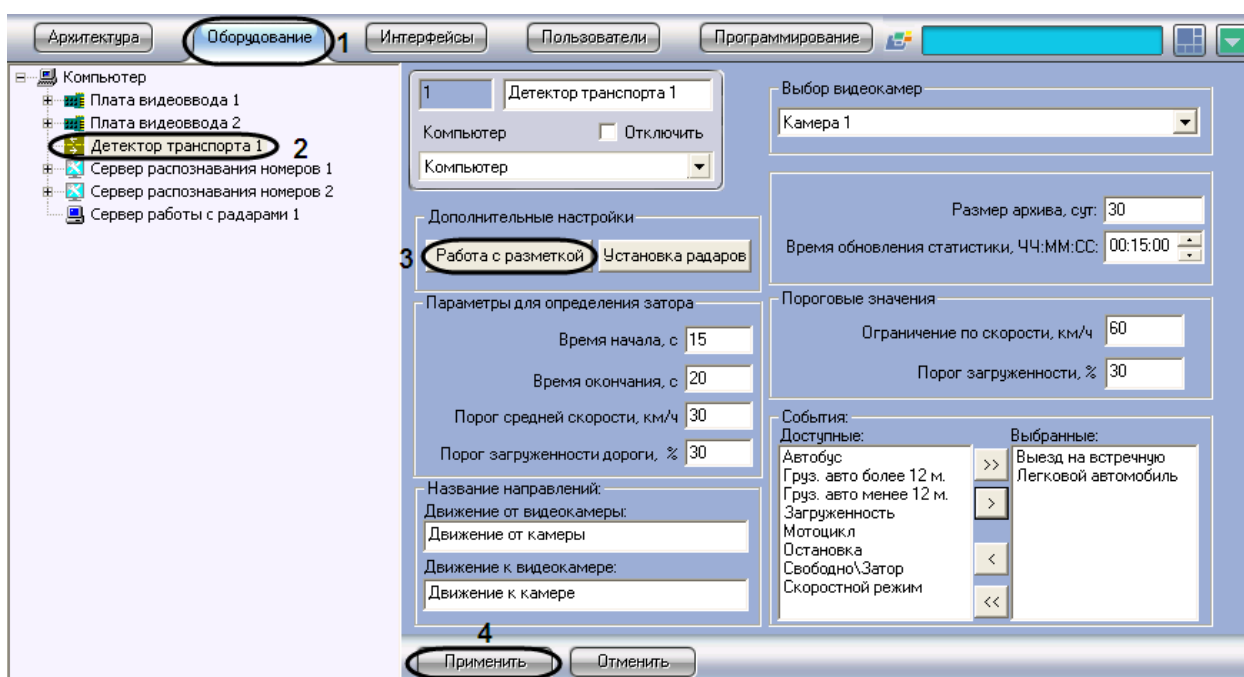 Архитектура Оборудование 1 Интерфейсы Пользователи Программирование
Компьютер
Плата видеоввода 1
Плата видеоввода 2
Детектор транспорта 1 2
Сервер распознавания номеров 1
Сервер распознавания номеров 2
Сервер работы с радарами 1
1 Детектор транспорта 1
Компьютер Отключить
Компьютер
Выбор видеокамер
Камера 1
Дополнительные настройки
3 Работа с разметкой Установка радаров
Размер архива, сут: 30
Время обновления статистики, ЧЧ:ММ:СС: 00:15:00
Параметры для определения затора
Время начала, с 15
Время окончания, с 20
Порог средней скорости, км/ч 30
Порог загруженности дороги, % 30
Пороговые значения
Ограничение по скорости, км/ч 60
Порог загруженности, % 30
Название направлений:
Движение от видеокамеры:
Движение от камеры
Движение к видеокамере:
Движение к камере
События:
Доступные: Выбранные:
Автобус >> Выезд на встречную
Груз. авто более 12 м. Легковой автомобиль
Груз. авто менее 12 м. >
Загруженность
Мотоцикл
Остановка <
Свободно\Затор
Скоростной режим <<
4
Применить Отменить